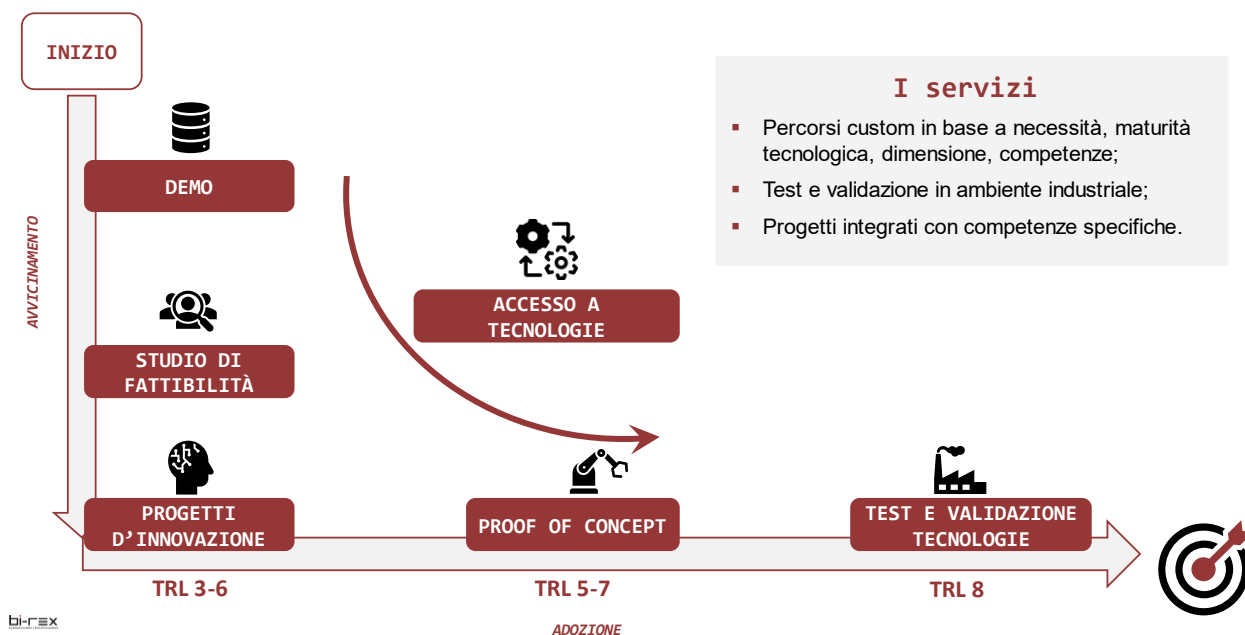 INIZIO
I servizi
▪ Percorsi custom in base a necessità, maturità
tecnologica, dimensione, competenze;
▪ Test e validazione in ambiente industriale;
▪ Progetti integrati con competenze specifiche.
DEMO
AVVICINAMENTO
ACCESSO A
TECNOLOGIE
STUDIO DI
FATTIBILITÀ
PROGETTI
D’INNOVAZIONE
PROOF OF CONCEPT
TEST E VALIDAZIONE
TECNOLOGIE
TRL 3-6
TRL 5-7
TRL 8
bi-rex
ADOZIONE